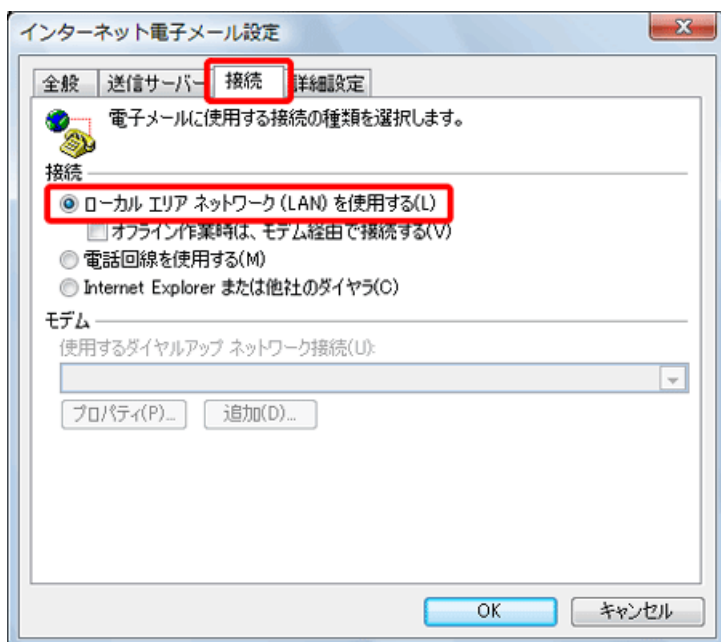 インターネット電子メール設定
全般 送信サーバー 接続 詳細設定
電子メールに使用する接続の種類を選択します。
接続
ローカル エリア ネットワーク (LAN) を使用する(L)
オフライン作業時は、モデム経由で接続する(V)
電話回線を使用する(M)
Internet Explorer または他社のダイヤラ(C)
モデム
使用するダイヤルアップ ネットワーク接続(U):
プロパティ(P)... 追加(D)...
OK キャンセル